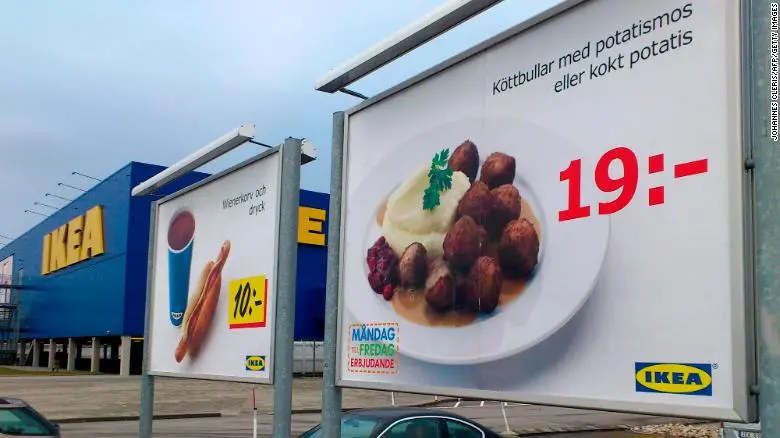 Köttbullar med potatismos
eller kokt potatis
19:-
MÅNDAG
TILL
FREDAG
ERBJUDANDE
IKEA
Wienerkorv och
dryck
10:-
IKEA
IKEA
E
JOHANNES CLERIS/AFP/GETTY IMAGES